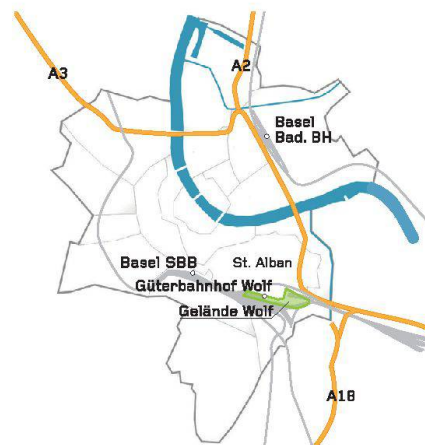 A3
A2
Basel
Bad. BH
Basel SBB
St. Alban
Güterbahnhof Wolf
Gelände Wolf
A18